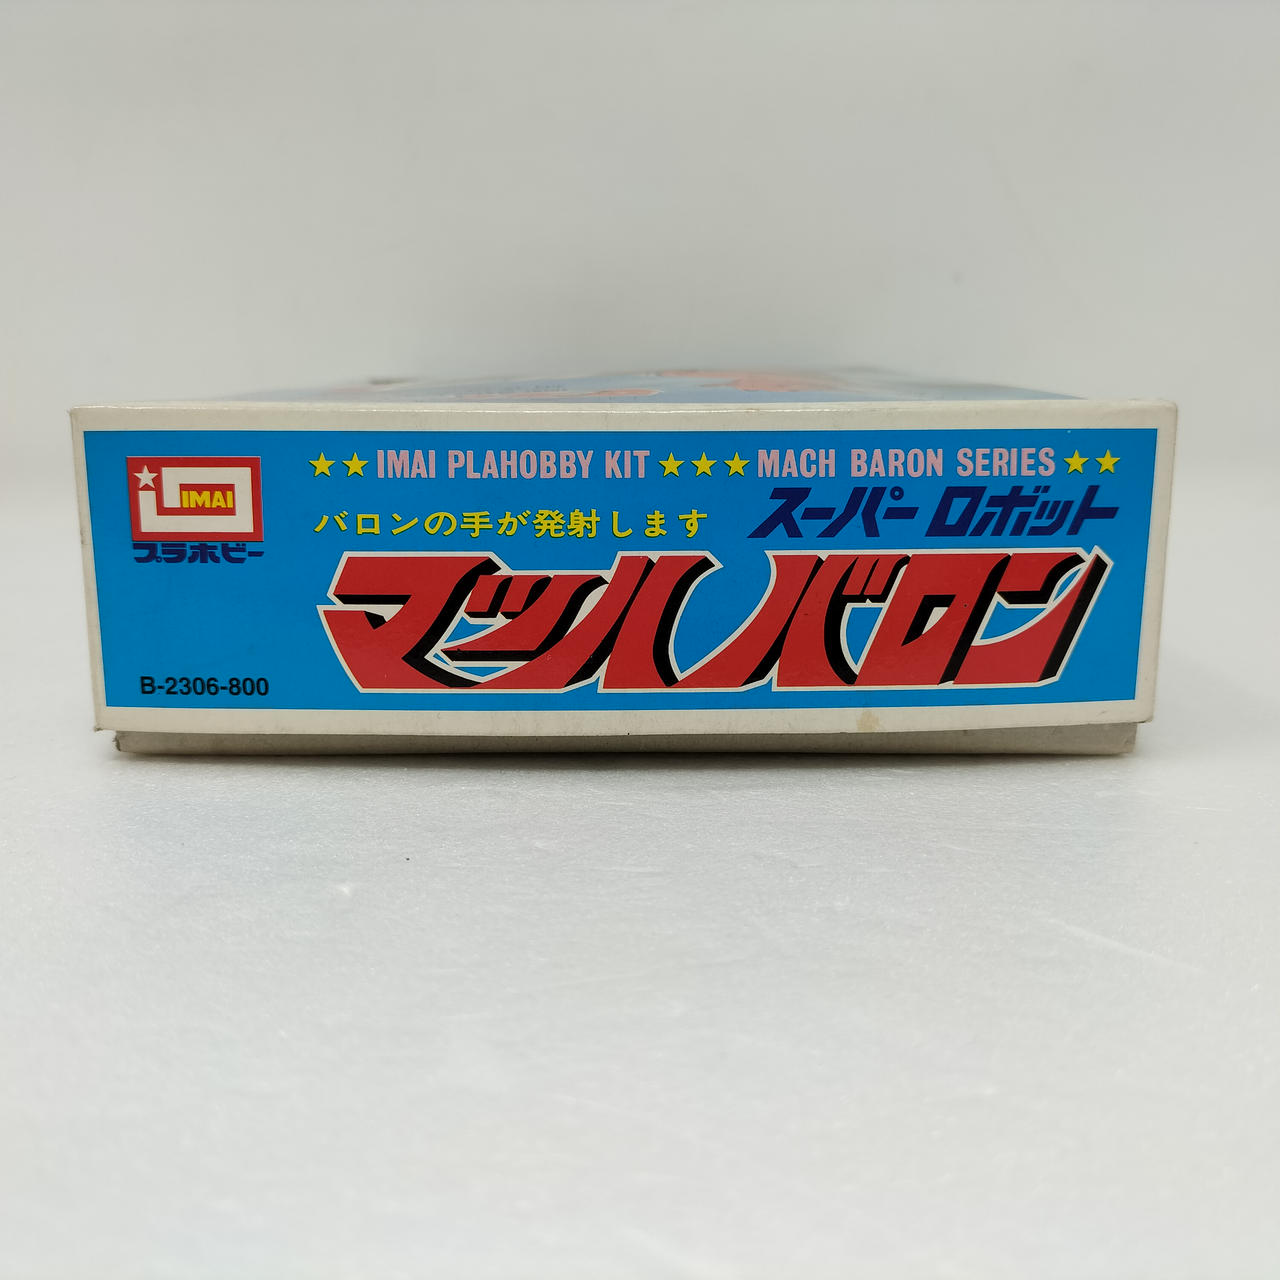 ★★IMAI PLAHOBBY KIT★★★MACH BARON SERIES★★
IMAI
プラホビー
バロンの手が発射します
スーパーロボット
マッハバロン
B-2306-800